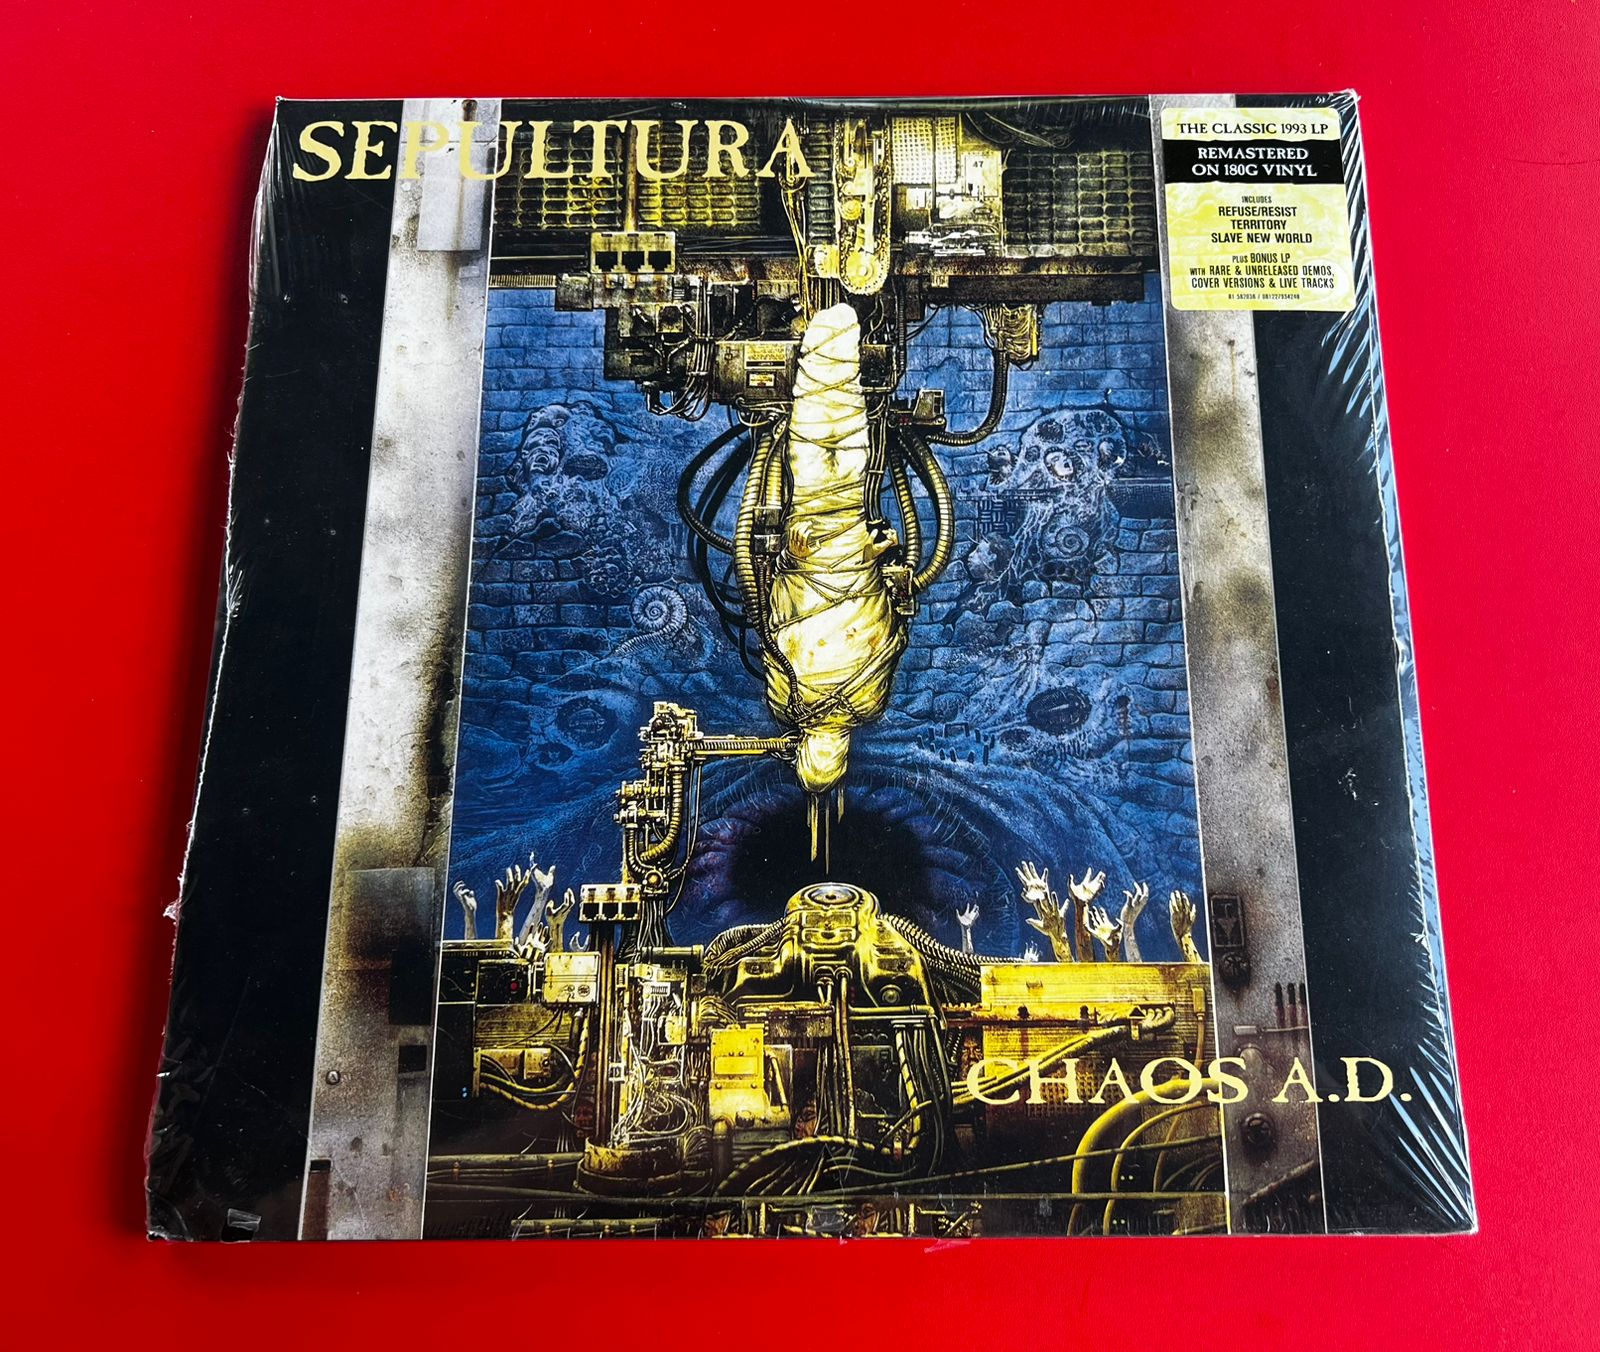 SEPULTURA
THE CLASSIC 1993 LP
REMASTERED
ON 180G VINYL
INCLUDES
REFUSE/RESIST
TERRITORY
SLAVE NEW WORLD
PLUS BONUS LP
WITH RARE & UNRELEASED DEMOS,
COVER VERSIONS & LIVE TRACKS
47
CHAOS A.D.